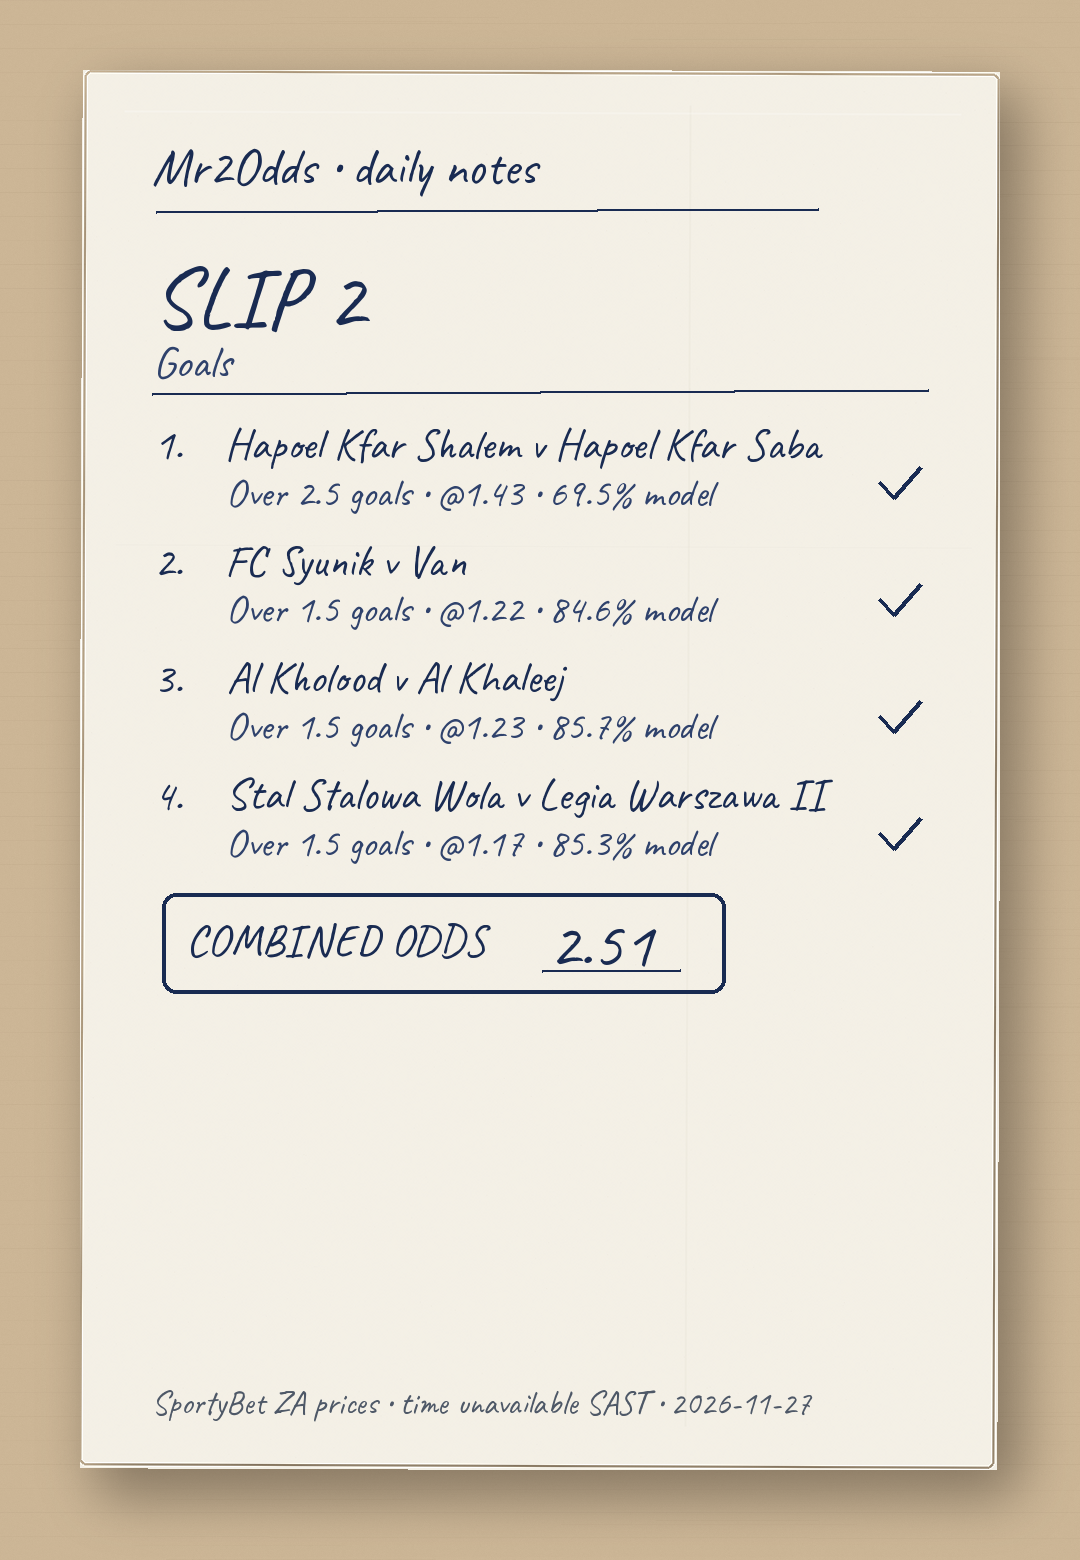 Mr2Odds · daily notes
SLIP 2
Goals
1. Hapoel Kfar Shalem v Hapoel Kfar Saba
Over 2.5 goals · @1.43 · 69.5% model
2. FC Syunik v Van
Over 1.5 goals · @1.22 · 84.6% model
3. Al Kholood v Al Khaleej
Over 1.5 goals · @1.23 · 85.7% model
4. Stal Stalowa Wola v Legia Warszawa II
Over 1.5 goals · @1.17 · 85.3% model
COMBINED ODDS 2.51
SportyBet ZA prices · time unavailable SAST · 2026-11-27